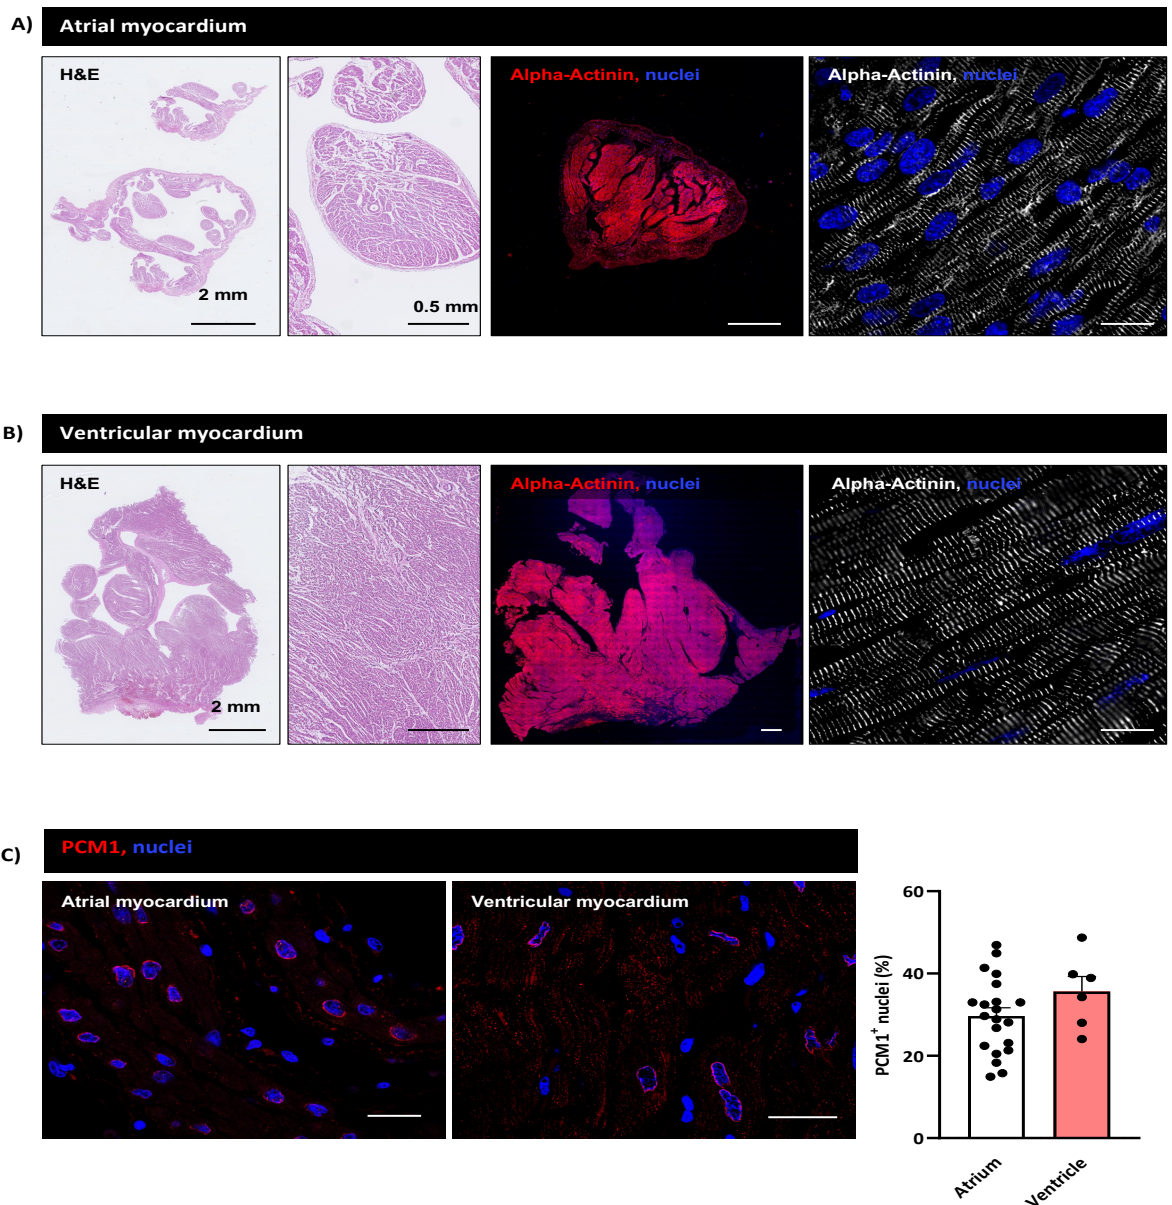 A)
Atrial myocardium
H&E
2 mm
0.5 mm
Alpha-Actinin, nuclei
Alpha-Actinin, nuclei
B)
Ventricular myocardium
H&E
2 mm
Alpha-Actinin, nuclei
Alpha-Actinin, nuclei
C)
PCM1, nuclei
Atrial myocardium
Ventricular myocardium
PCM1⁺ nuclei (%)
60
40
20
0
Atrium
Ventricle